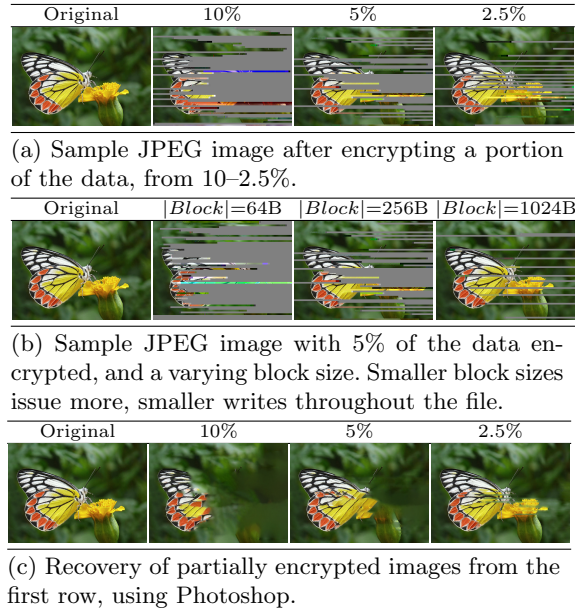 Original 10% 5% 2.5%
(a) Sample JPEG image after encrypting a portion
of the data, from 10–2.5%.
Original |Block|=64B |Block|=256B |Block|=1024B
(b) Sample JPEG image with 5% of the data en-
crypted, and a varying block size. Smaller block sizes
issue more, smaller writes throughout the file.
Original 10% 5% 2.5%
(c) Recovery of partially encrypted images from the
first row, using Photoshop.